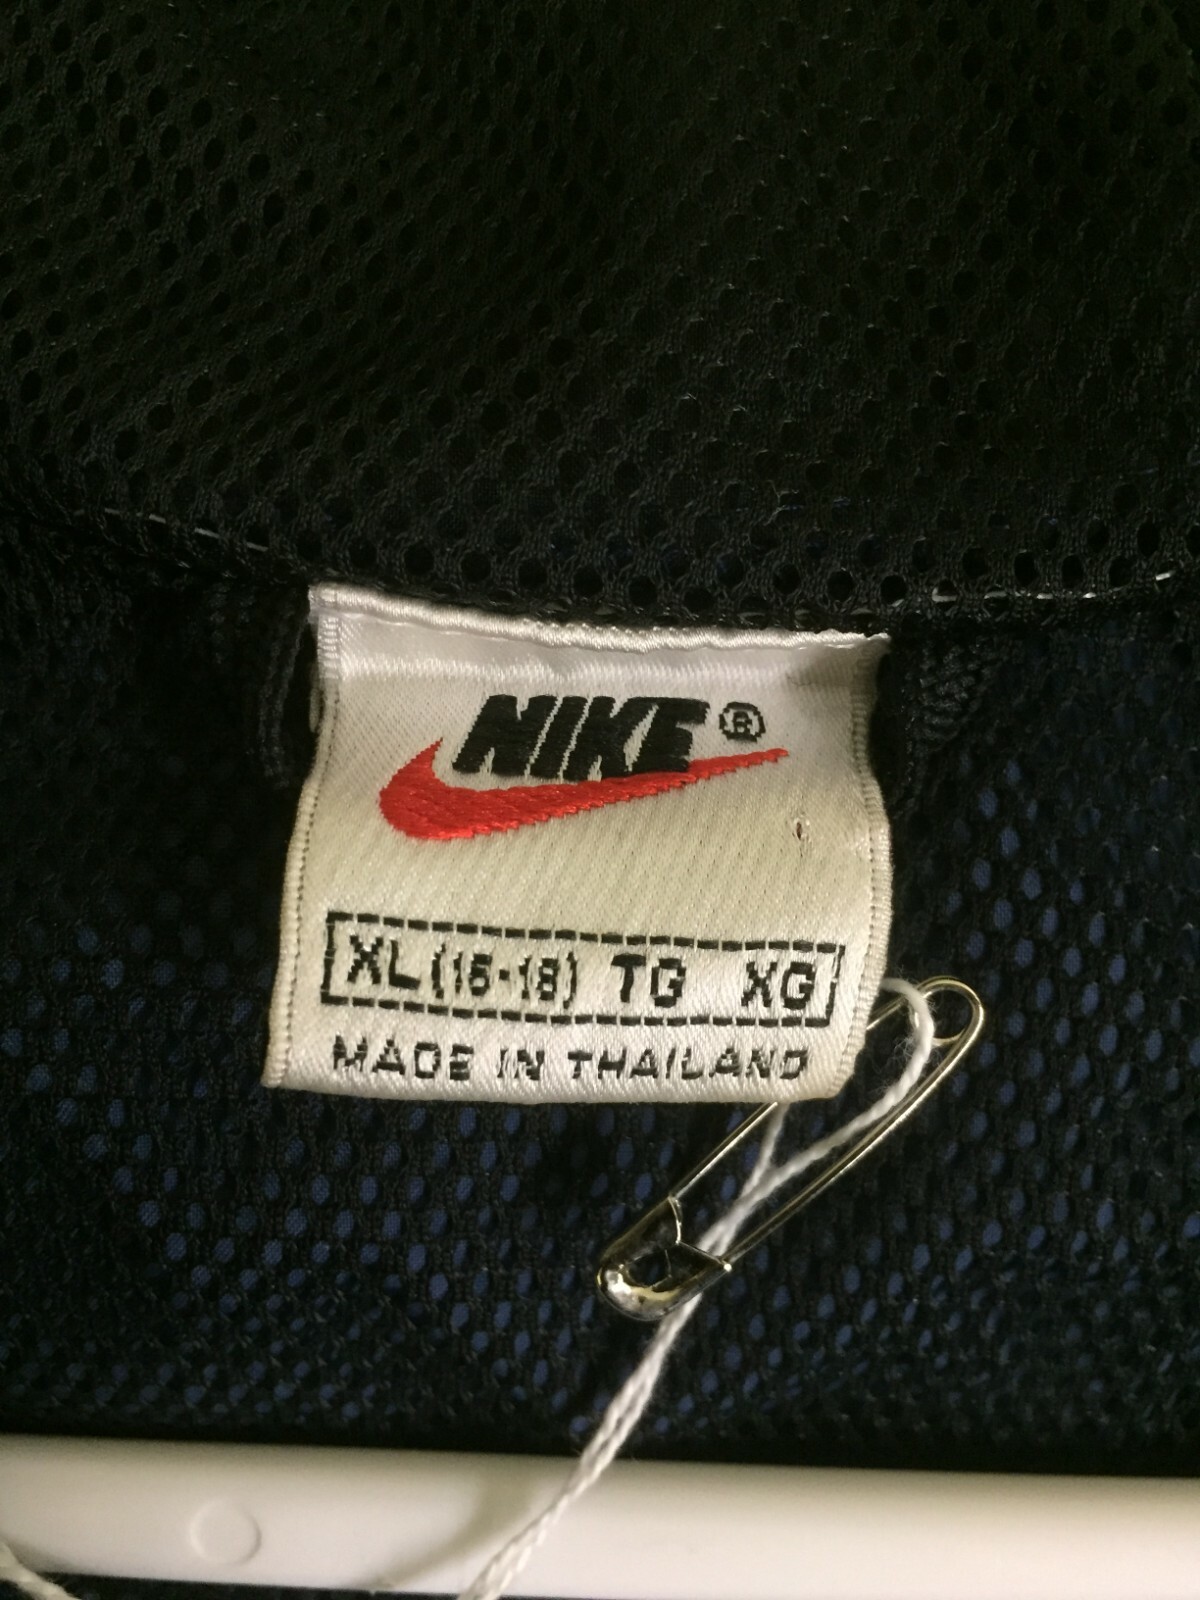 NIKE®
XL (16-18) TG XG
MADE IN THAILAND